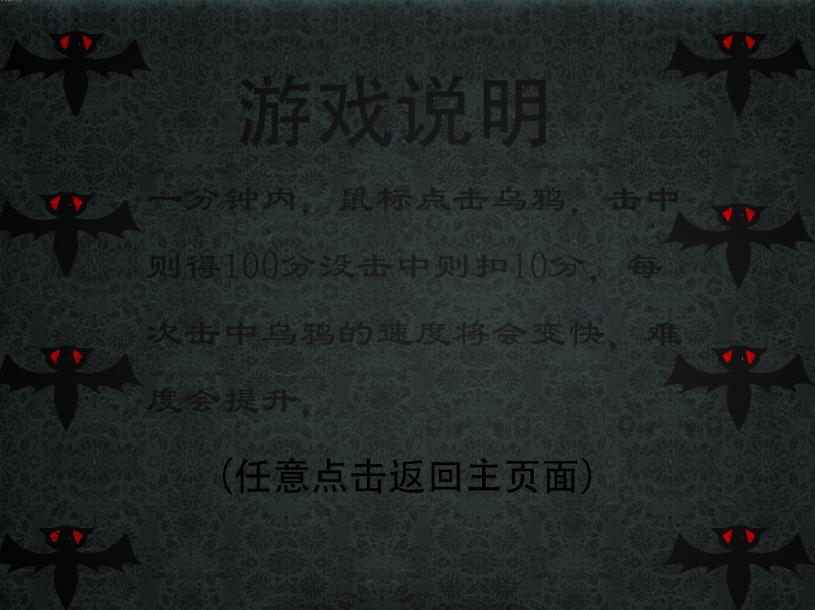 游戏说明
一分钟内，鼠标点击乌鸦，击中
则得100分没击中则扣10分，每
次击中乌鸦的速度将会变快，难
度会提升，
(任意点击返回主页面)